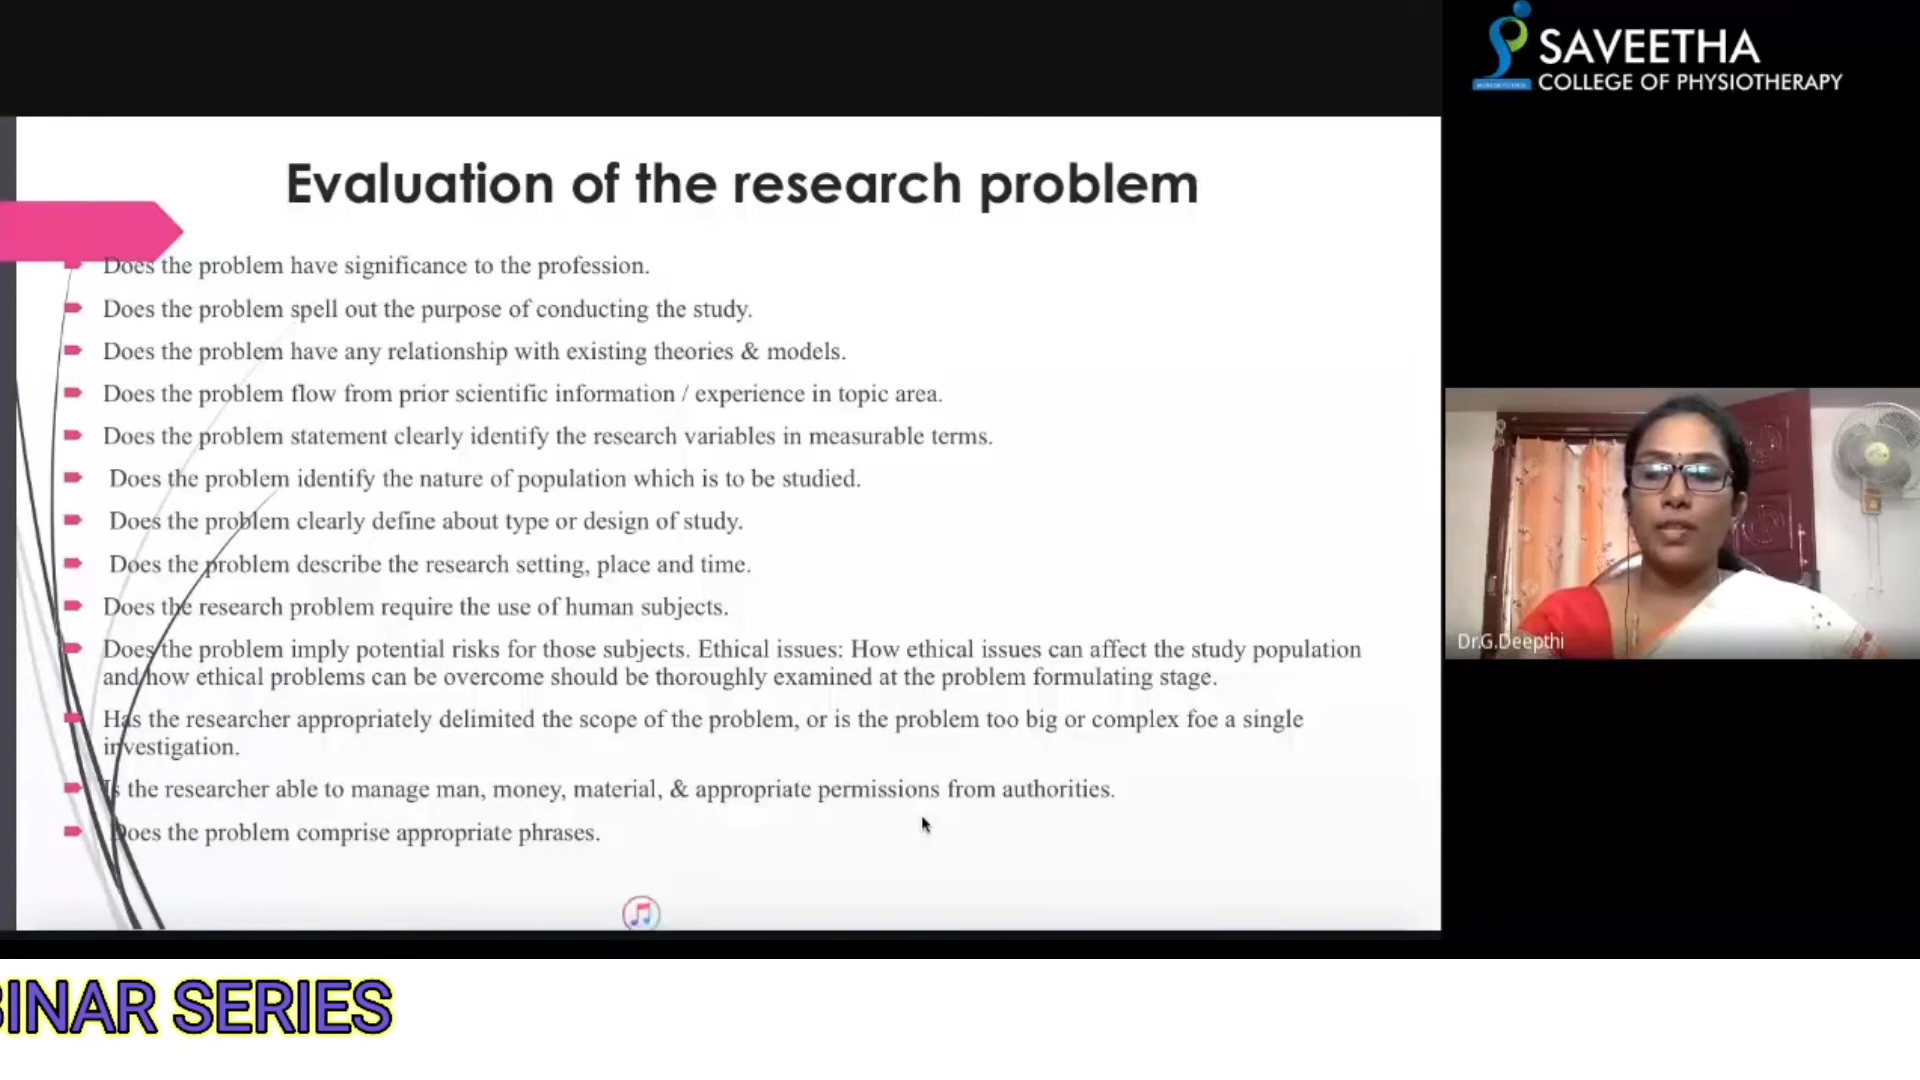 SAVEETHA
COLLEGE OF PHYSIOTHERAPY
Evaluation of the research problem
Does the problem have significance to the profession.
Does the problem spell out the purpose of conducting the study.
Does the problem have any relationship with existing theories & models.
Does the problem flow from prior scientific information / experience in topic area.
Does the problem statement clearly identify the research variables in measurable terms.
Does the problem identify the nature of population which is to be studied.
Does the problem clearly define about type or design of study.
Does the problem describe the research setting, place and time.
Does the research problem require the use of human subjects.
Does the problem imply potential risks for those subjects. Ethical issues: How ethical issues can affect the study population
and how ethical problems can be overcome should be thoroughly examined at the problem formulating stage.
Has the researcher appropriately delimited the scope of the problem, or is the problem too big or complex foe a single
investigation.
Is the researcher able to manage man, money, material, & appropriate permissions from authorities.
Does the problem comprise appropriate phrases.
Dr.G.Deepthi
BINAR SERIES